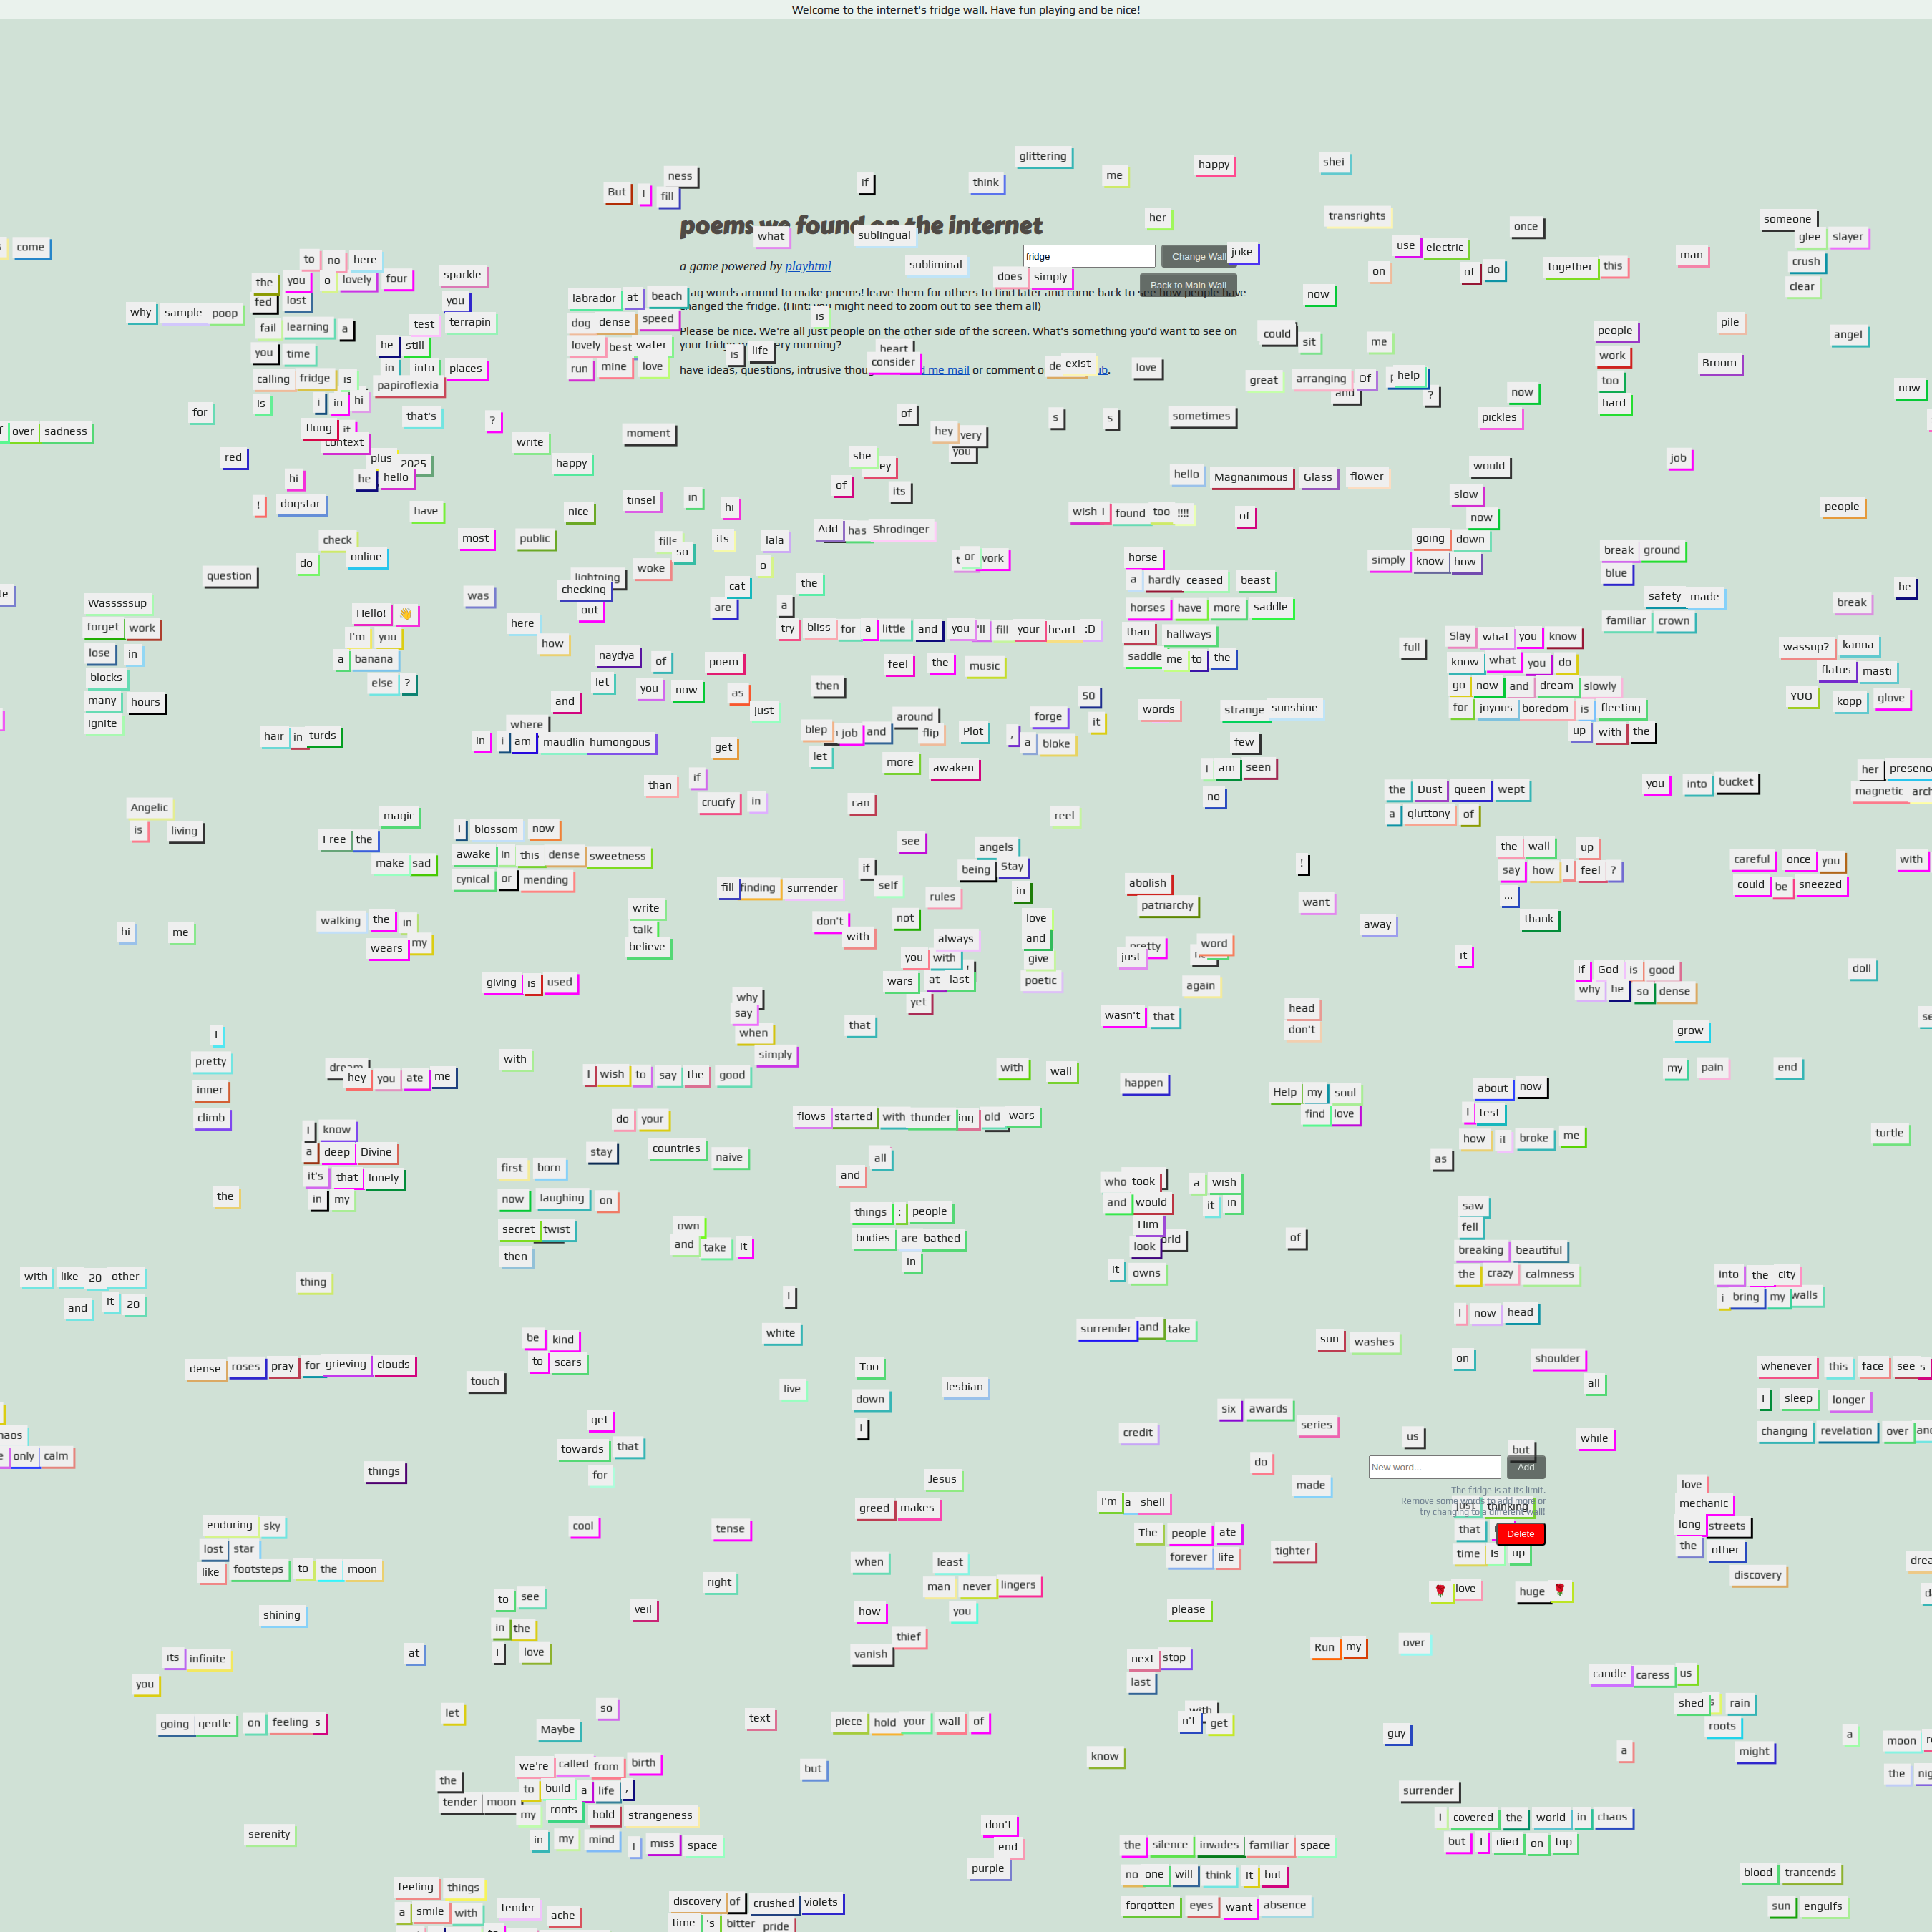 Welcome to the internet's fridge wall. Have fun playing and be nice!
glittering
happy
shei
ness
if
think
me
But I fill
her
transrights
once
someone
poems we found on the internet
what
sublingual
glee slayer
come
use electric
joke
fridge
Change Wall
man
crush
to no here
a game powered by playhtml
subliminal
on
of do
together this
the you o lovely four
sparkle
does simply
Back to Main Wall
clear
fed lost
you
labrador at beach
ag words around to make poems! leave them for others to find later and come back to see how people have
changed the fridge. (Hint: you might need to zoom out to see them all)
now
why sample poop
is
fail learning a
test terrapin
dog dense speed
Please be nice. We're all just people on the other side of the screen. What's something you'd want to see on
your fridge every morning?
could sit
me
people
pile
angel
you time
he still
lovely best water
is life
heart
consider
work
Broom
in into places
run mine love
have ideas, questions, intrusive me mail or comment
exist
love
calling fridge is
papiroflexia
great arranging Of help
and
?
too
now
now
is
i in hi
hard
for
that's
?
of
s
s
sometimes
pickles
over sadness
flung it
context
write
moment
hey very
you
red
plus 2025
happy
she
would
job
hi
he hello
of
its
hello Magnanimous Glass flower
slow
! dogstar
have
nice
tinsel
in
hi
wish i found too !!!!
of
now
people
check
most
public
fills
so
its
lala
Add has Shrodinger
going down
do
online
o
or work
horse
simply know how
break ground
question
lightning
checking
woke
cat
the
a hardly ceased beast
blue
he
Wasssssup
was
out
are
a
horses have more saddle
safety made
break
Hello! 👋
forget work
here
try bliss for a little and you 'll fill your heart :D
than hallways
familiar crown
I'm you
how
full
Slay what you know
wassup? kanna
lose in
a banana
naydya of
poem
feel the music
saddle me to the
know what you do
flatus masti
blocks
else ?
let
you now
as
then
go now and dream slowly
YUO kopp glove
many hours
and
just
50
words
strange sunshine
for joyous boredom is fleeting
ignite
where
around
forge
it
up with the
hair in turds
in i am maudlin humongous
get
blep job and flip Plot , a bloke
few
let
more awaken
I am seen
her presence
than
if
you into bucket
the Dust queen wept
magnetic
Angelic
crucify in
can
no
a gluttony of
is living
magic
reel
Free the
I blossom now
see
angels
the wall up
make sad
awake in this dense sweetness
if
being Stay
!
say how I feel ?
careful once you
with
cynical or mending
fill finding surrender
self
in
abolish
...
could be sneezed
write
rules
patriarchy
want
walking the in
talk
don't
not
love
thank
hi
me
wears my
believe
with
always
and
pretty
word
away
you with
give
just
it
giving is used
wars at last
poetic
again
if God is good
doll
why
yet
why he so dense
say
head
I
when
that
wasn't that
don't
grow
pretty
with
simply
dream
hey you ate me
I wish to say the good
with
wall
my pain
end
inner
happen
Help my soul
about now
climb
do your
flows started with thunder ing old wars
find love
I test
I know
turtle
how it broke me
a deep Divine
stay
countries
naive
all
as
first born
and
it's that lonely
who took
a wish
the
in my
now laughing on
and would
it in
saw
things : people
secret twist
own
Him
fell
and take it
bodies are bathed
look
of
breaking beautiful
then
in
it owns
the crazy calmness
with like 20 other
thing
into the city
and it 20
I
i bring my walls
I now head
be kind
white
surrender and take
sun washes
to scars
on
shoulder
dense roses pray for grieving clouds
Too
whenever this face see s
touch
live
lesbian
all
down
I sleep longer
get
I
six awards
series
changing revelation over and
credit
us
while
only calm
towards that
but
things
for
do
New word...
Add
Jesus
made
The fridge is at its limit.
Remove some words to add more or
try changing to a different wall!
love
greed makes
I'm a shell
just thinking
mechanic
enduring sky
cool
tense
The people ate
that
Delete
long streets
lost star
forever life
tighter
time Is up
the other
like footsteps to the moon
when
least
discovery
right
man never lingers
🌹 love
huge 🌹
to see
shining
veil
how
you
please
in the
thief
its infinite
at
I love
vanish
next stop
Run my
over
you
last
candle caress us
let
so
shed rain
going gentle on feeling s
Maybe
text
piece hold your wall of
with
n't get
guy
roots
a
moon
know
a
might
we're called from birth
but
the
to build a life ,
surrender
the
tender moon
my roots hold strangeness
I covered the world in chaos
serenity
in my mind I miss space
don't
end
the silence invades familiar space
but I died on top
purple
no one will think it but
blood trancends
feeling things
discovery of crushed violets
forgotten eyes want absence
sun engulfs
a smile with tender ache
time 's bitter pride